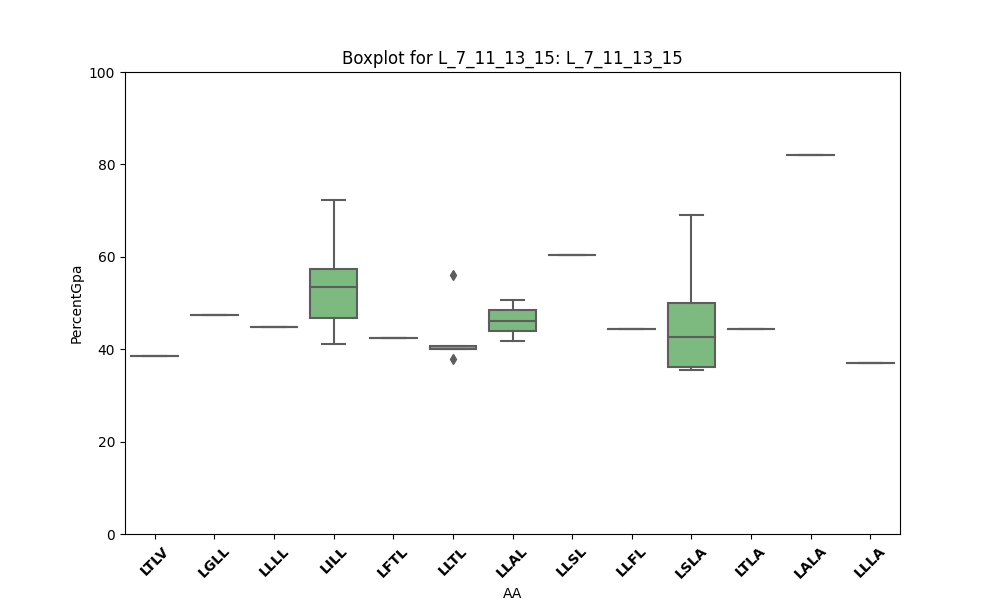 Boxplot for L_7_11_13_15: L_7_11_13_15
PercentGpa
100
80
60
40
20
0
LTLV LGLL LLLL LILL LFTL LLTL LLAL LLSL LLFL LSLA LTLA LALA LLLA
AA